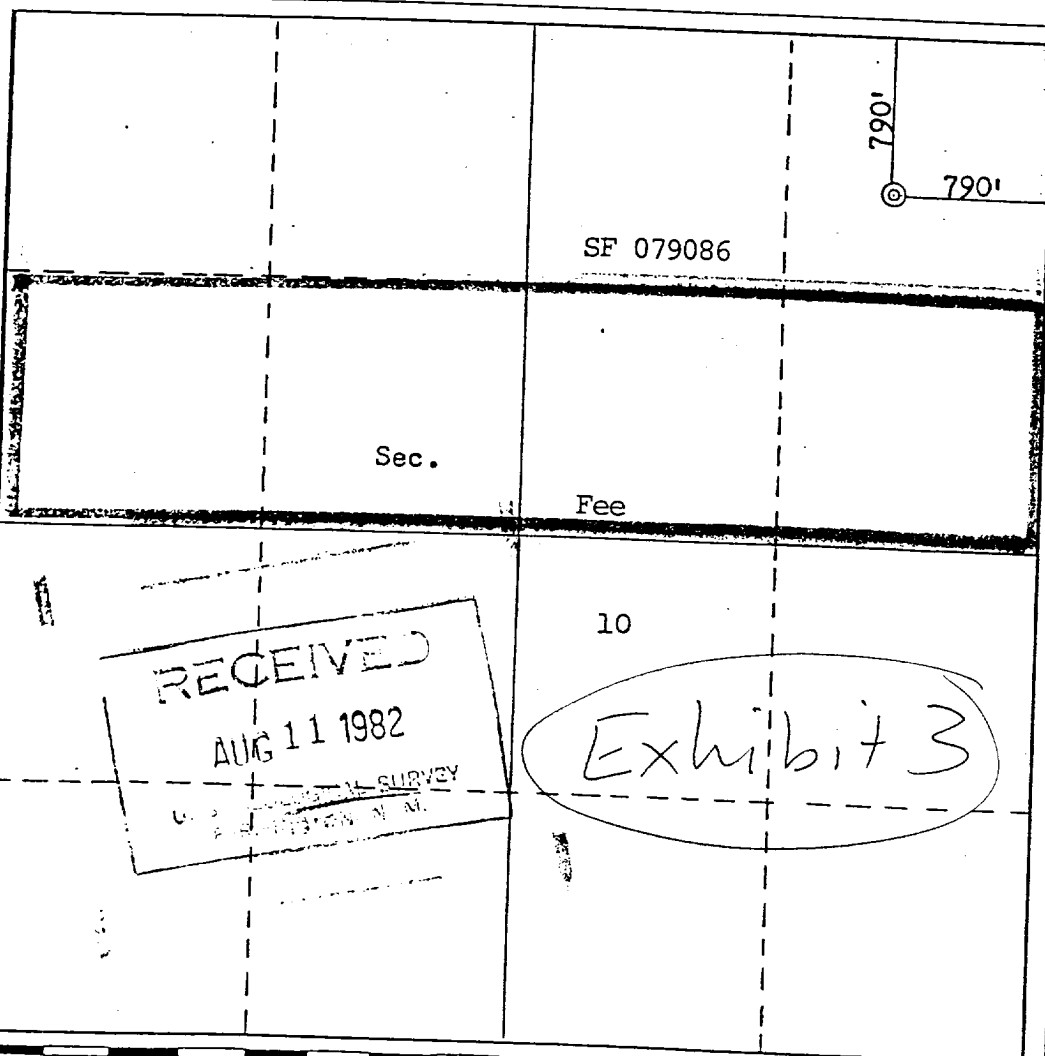 790'
790'
SF 079086
Sec.
Fee
10
RECEIVED
AUG 11 1982
U. S. SURVEY
N. M.
Exhibit 3